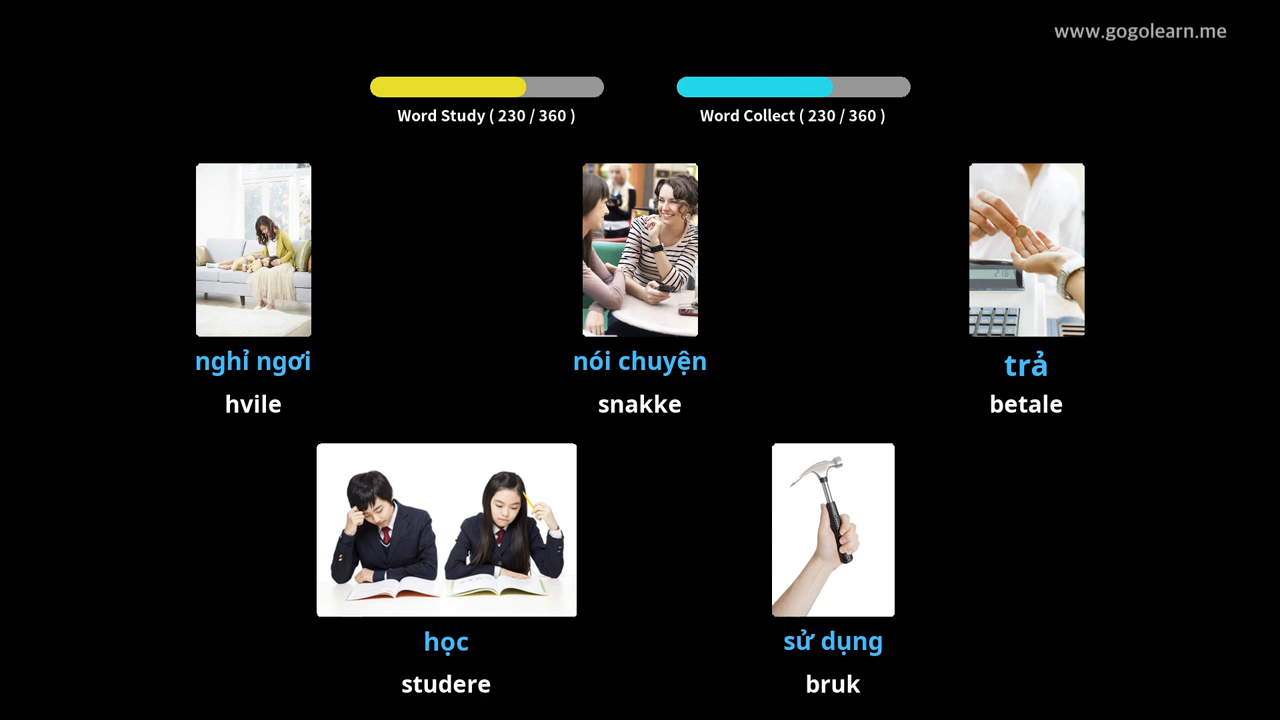 www.gogolearn.me
Word Study ( 230 / 360 )
Word Collect ( 230 / 360 )
nghỉ ngơi
hvile
nói chuyện
snakke
trả
betale
học
studere
sử dụng
bruk